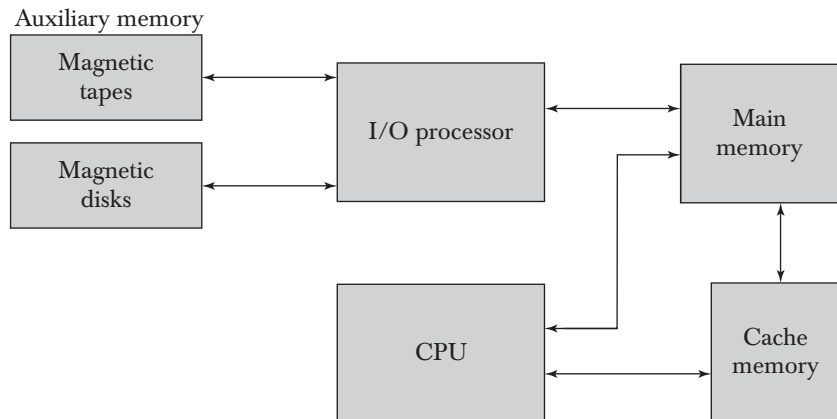 Auxiliary memory
Magnetic
tapes
I/O processor
Main
memory
Magnetic
disks
CPU
Cache
memory